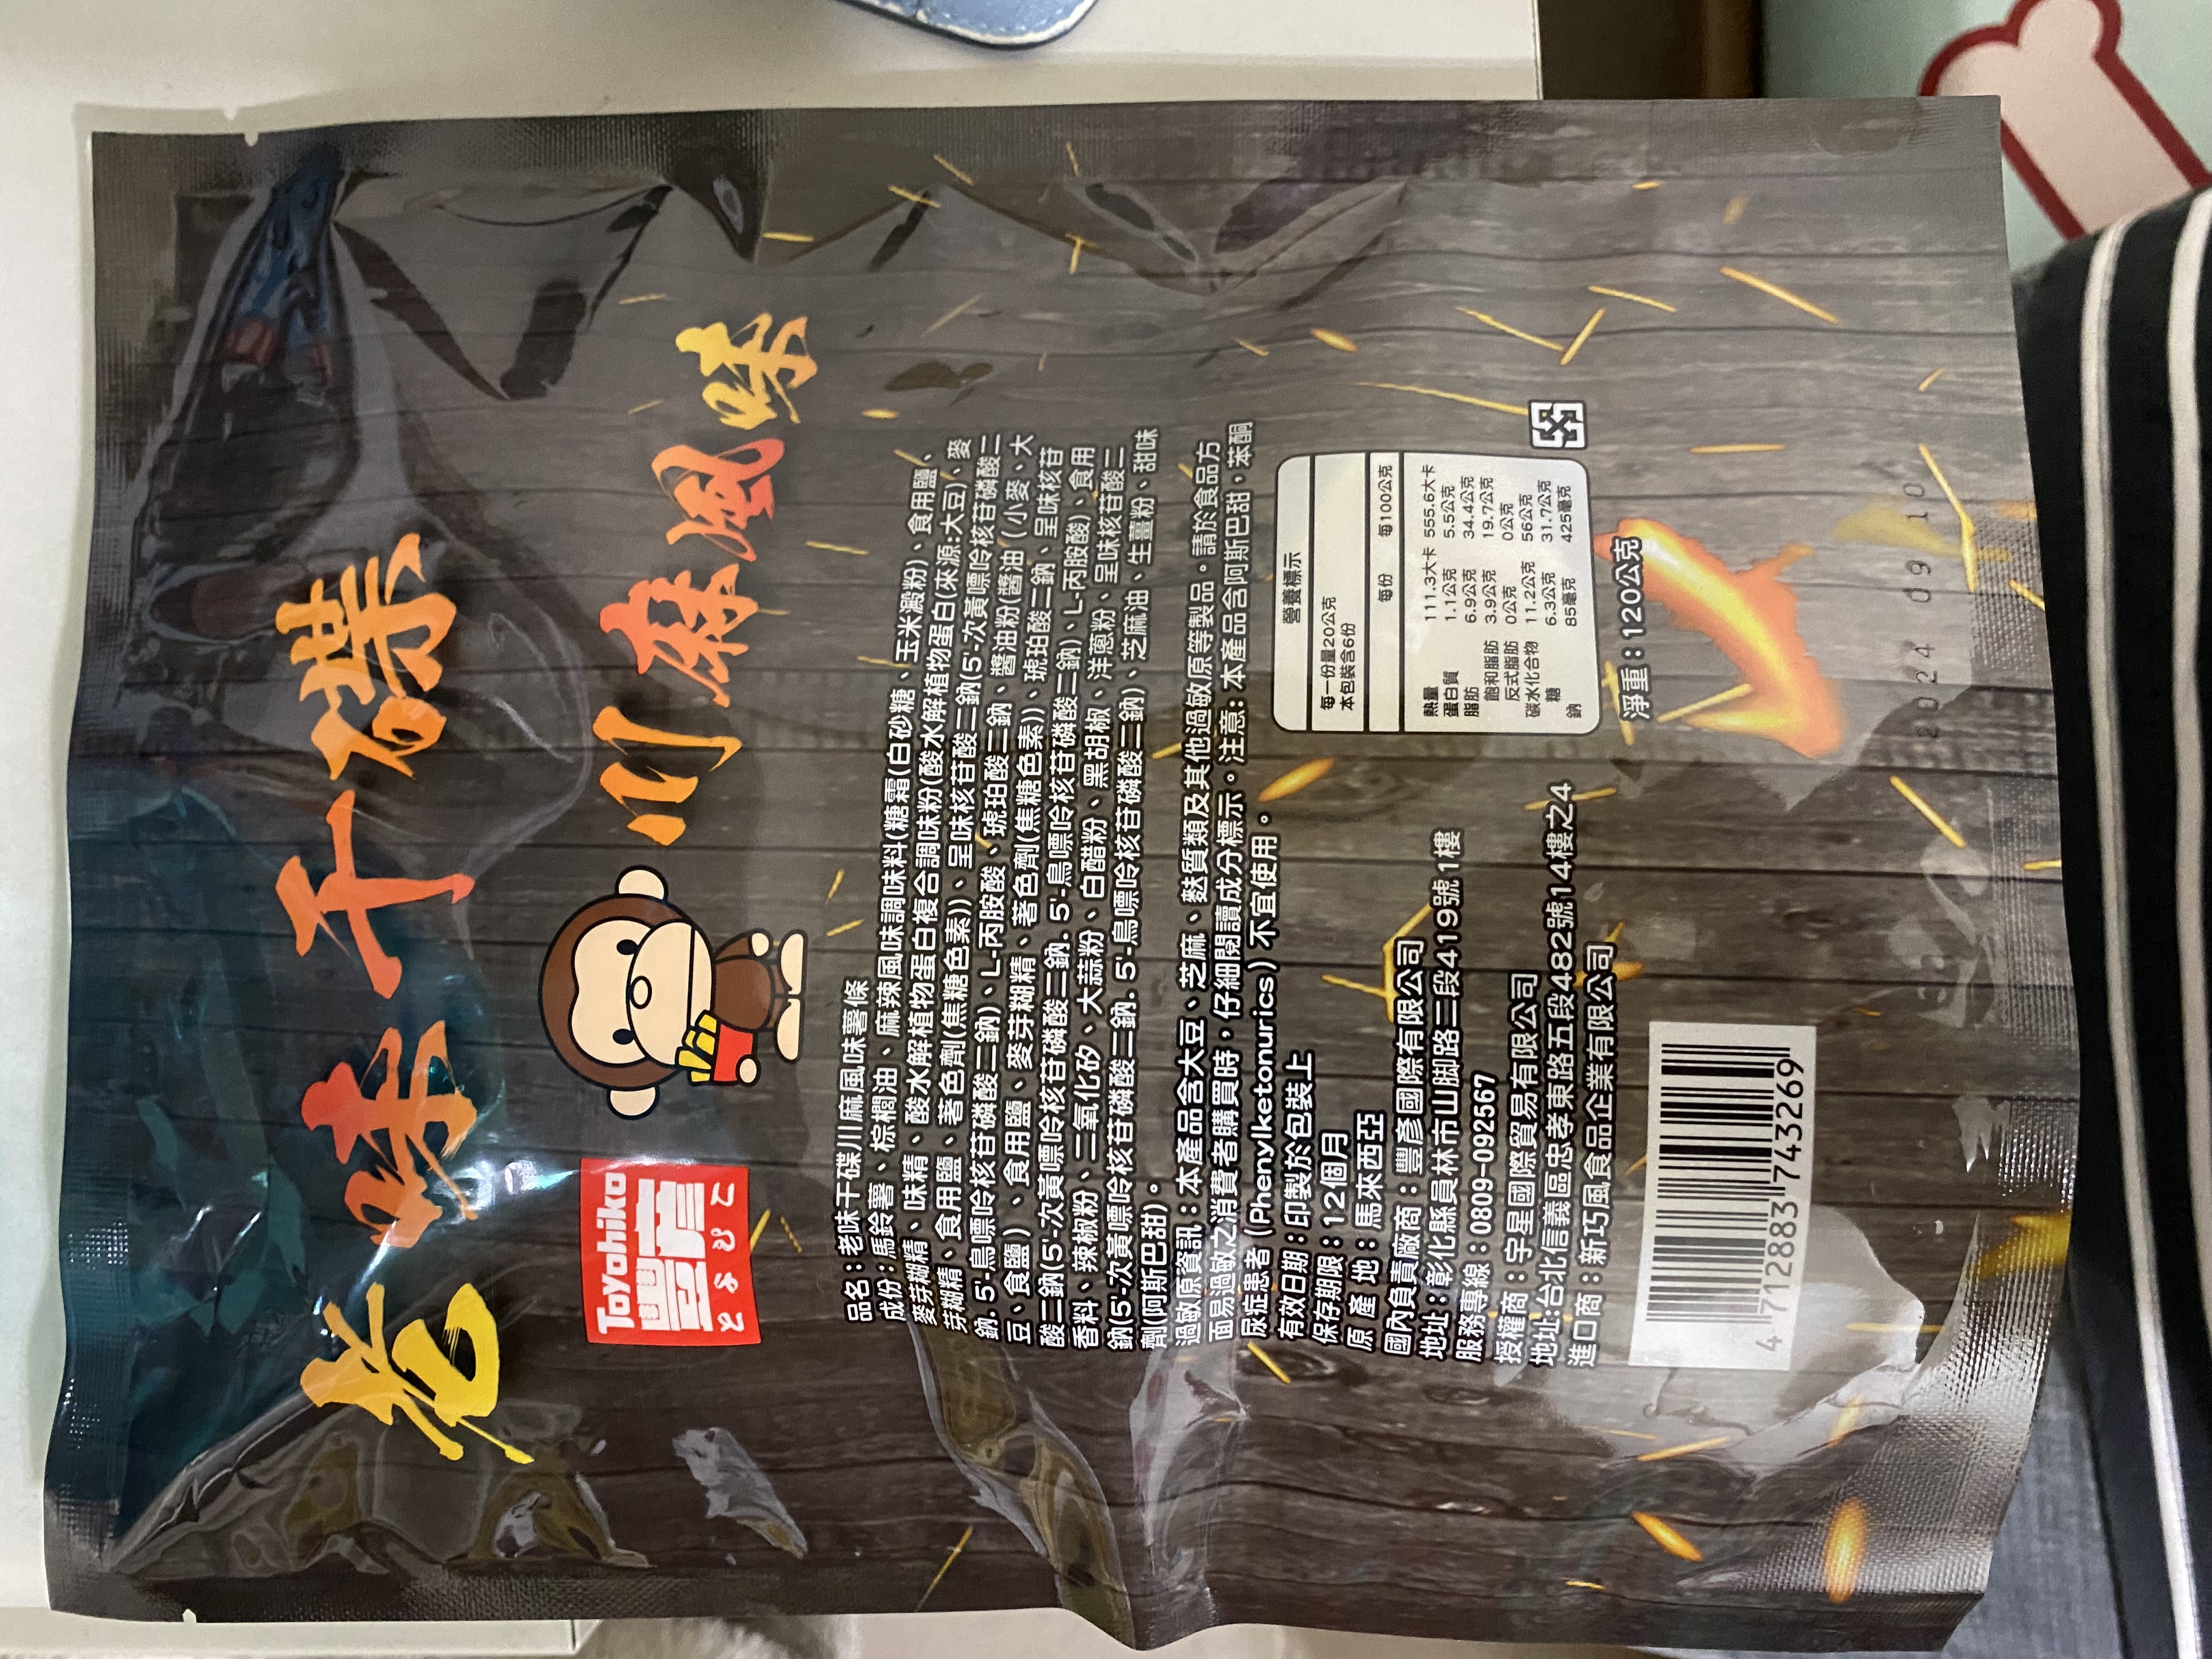 老味干碟
川麻風味
Toyohiko
豐彦
とよひこ
品名：老味干碟川麻風味薯條
成份：馬鈴薯、棕櫚油、麻辣風味調味料(糖霜(白砂糖、玉米澱粉)、食用鹽、
麥芽糊精、味精、酸水解植物蛋白複合調味粉(酸水解植物蛋白(來源:大豆)、麥
芽糊精、食用鹽、著色劑(焦糖色素))、呈味核苷酸二鈉(5'-次黃嘌呤核苷磷酸二
鈉. 5'-鳥嘌呤核苷磷酸二鈉)、L-丙胺酸、琥珀酸二鈉、醬油粉(醬油（小麥、大
豆、食鹽）、食用鹽、麥芽糊精、著色劑(焦糖色素))、琥珀酸二鈉、呈味核苷
酸二鈉(5'-次黃嘌呤核苷磷酸二鈉. 5'-鳥嘌呤核苷磷酸二鈉)、L-丙胺酸)、食用
香料、辣椒粉、二氧化矽、大蒜粉、白醋粉、黑胡椒、洋蔥粉、呈味核苷酸二
鈉(5'-次黃嘌呤核苷磷酸二鈉. 5'-鳥嘌呤核苷磷酸二鈉)、芝麻油、生薑粉、甜味
劑(阿斯巴甜)。
過敏原資訊：本產品含大豆、芝麻、麩質類及其他過敏原等製品。請於食品方
面易過敏之消費者購買時，仔細閱讀成分標示。注意：本產品含阿斯巴甜，苯酮
尿症患者 (Phenylketonurics) 不宜使用。
有效日期：印製於包裝上
保存期限：12個月
原 產 地：馬來西亞
國內負責廠商：豐彥國際有限公司
地址：彰化縣員林市山腳路三段419號1樓
服務專線：0809-092567
授權商：宇星國際貿易有限公司
地址:台北信義區忠孝東路五段482號14樓之24
進口商：新巧風食品企業有限公司
營養標示
每一份量20公克
本包裝含6份
每份 每100公克
熱量 111.3大卡 555.6大卡
蛋白質 1.1公克 5.5公克
脂肪 6.9公克 34.4公克
飽和脂肪 3.9公克 19.7公克
反式脂肪 0公克 0公克
碳水化合物 11.2公克 56公克
糖 6.3公克 31.7公克
鈉 85毫克 425毫克
淨重：120公克
4 712883 743269
2024 09 10